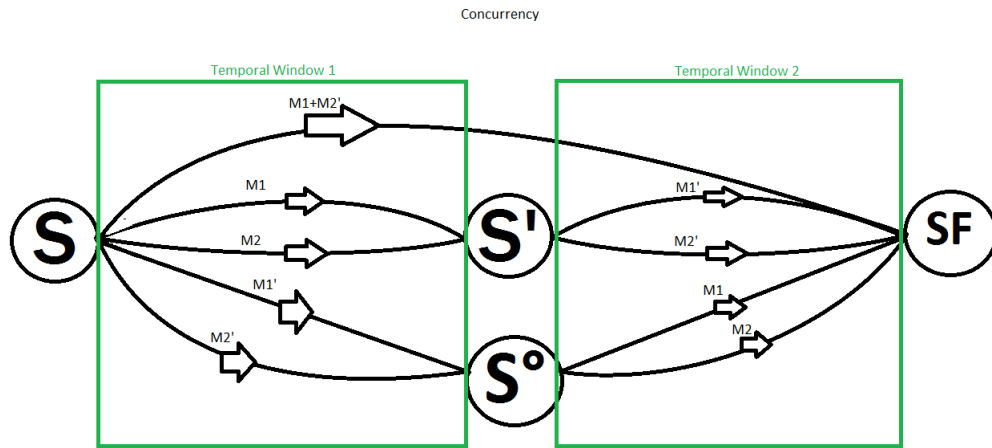 Concurrency
Temporal Window 1
Temporal Window 2
M1+M2'
M1
M1'
M2
M2'
M1'
M1
M2'
M2
S
S'
S°
SF